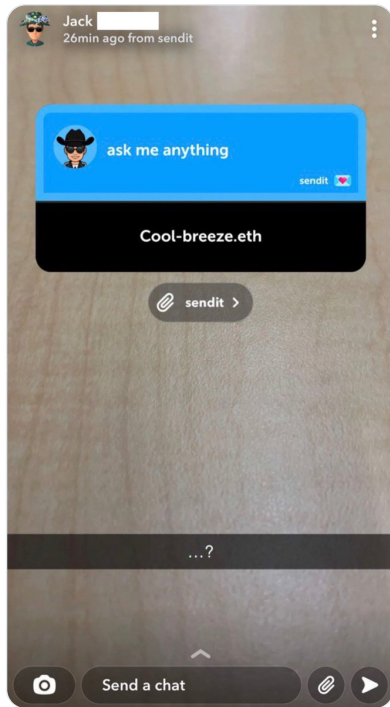 Jack
26min ago from sendit
ask me anything
sendit
Cool-breeze.eth
sendit >
...?
Send a chat